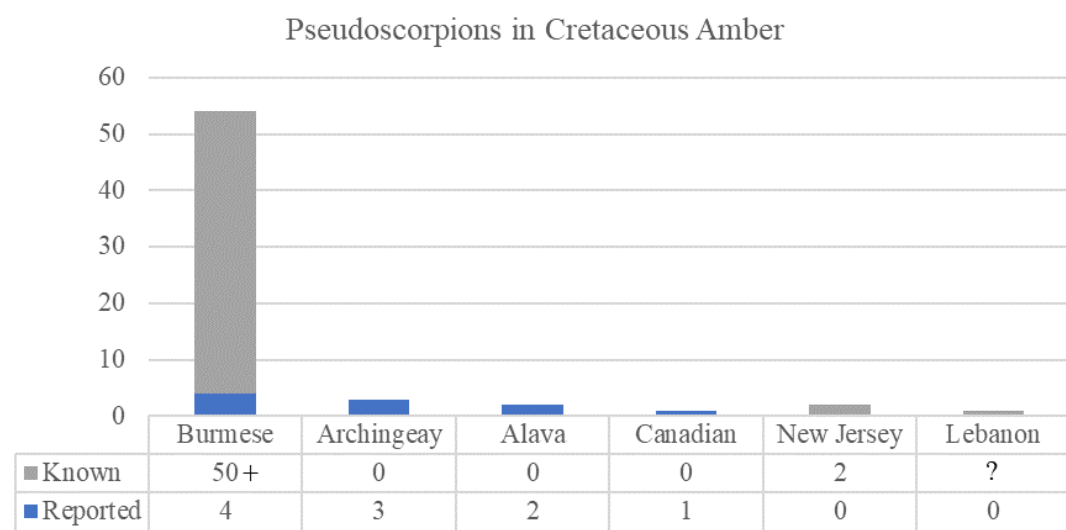 Pseudoscorpions in Cretaceous Amber
60
50
40
30
20
10
0
Burmese Archingeay Alava Canadian New Jersey Lebanon
Known 50+ 0 0 0 2 ?
Reported 4 3 2 1 0 0